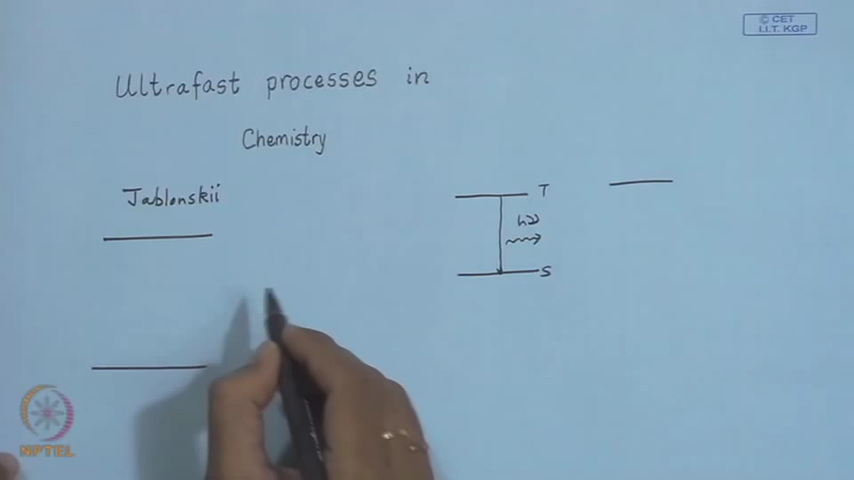 © CET
I.I.T. KGP
Ultrafast processes in
Chemistry
Jablonskii
T
hν
S
NPTEL